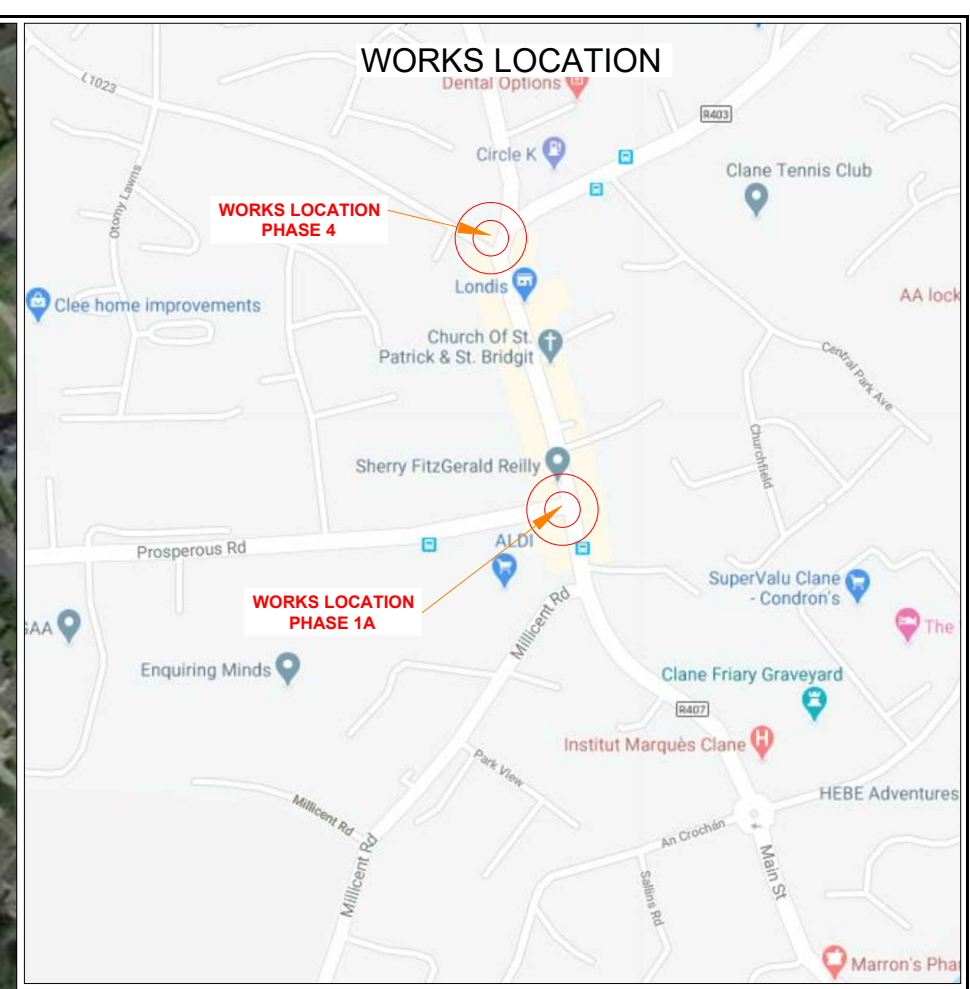 WORKS LOCATION
L1023
Dental Options
R403
Circle K
Clane Tennis Club
Otomy Lawns
WORKS LOCATION
PHASE 4
Londis
Clee home improvements
AA lock
Church Of St.
Patrick & St. Bridgit
Central Park Ave
Churchfield
Sherry FitzGerald Reilly
Prosperous Rd
ALDI
SuperValu Clane
- Condron's
WORKS LOCATION
PHASE 1A
Millicent Rd
GAA
The
Enquiring Minds
Clane Friary Graveyard
R407
Institut Marquès Clane
H
Park View
HEBE Adventures
Millicent Rd
An Crochán
Main St
Millicent Rd
Sallins Rd
Marron's Pha